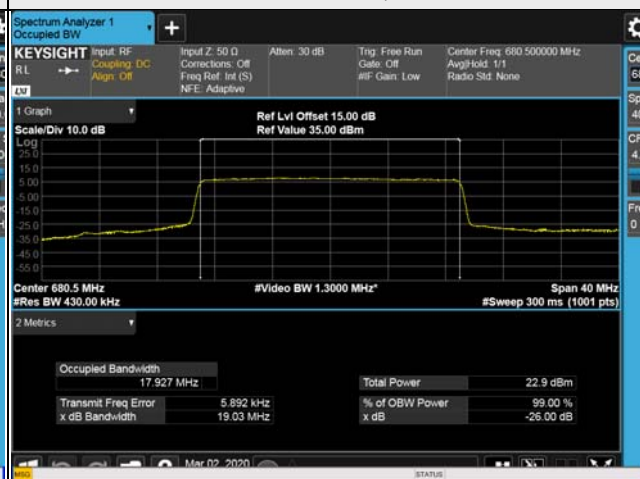 Spectrum Analyzer 1
Occupied BW
+
KEYSIGHT
RL
LXI
Input: RF
Coupling: DC
Align: Off
Input Z: 50 Ω
Corrections: Off
Freq Ref: Int (S)
NFE: Adaptive
Atten: 30 dB
Trig: Free Run
Gate: Off
#IF Gain: Low
Center Freq: 680.500000 MHz
Avg|Hold: 1/1
Radio Std: None
1 Graph
Scale/Div 10.0 dB
Ref Lvl Offset 15.00 dB
Ref Value 35.00 dBm
Log
25.0
15.0
5.00
-5.00
-15.0
-25.0
-35.0
-45.0
-55.0
Center 680.5 MHz
#Res BW 430.00 kHz
#Video BW 1.3000 MHz*
Span 40 MHz
#Sweep 300 ms (1001 pts)
2 Metrics
Occupied Bandwidth
17.927 MHz
Transmit Freq Error 5.892 kHz
x dB Bandwidth 19.03 MHz
Total Power 22.9 dBm
% of OBW Power 99.00 %
x dB -26.00 dB
Mar 02, 2020
MSG
STATUS